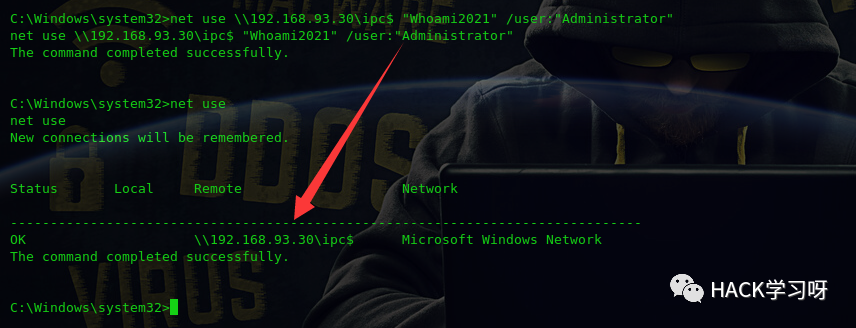 C:\Windows\system32>net use \\192.168.93.30\ipc$ "Whoami2021" /user:"Administrator"
net use \\192.168.93.30\ipc$ "Whoami2021" /user:"Administrator"
The command completed successfully.
C:\Windows\system32>net use
net use
New connections will be remembered.
Status Local Remote Network
-------------------------------------------------------------------------------
OK \\192.168.93.30\ipc$ Microsoft Windows Network
The command completed successfully.
C:\Windows\system32>
DDOS
VIRUS
HACK学习呀